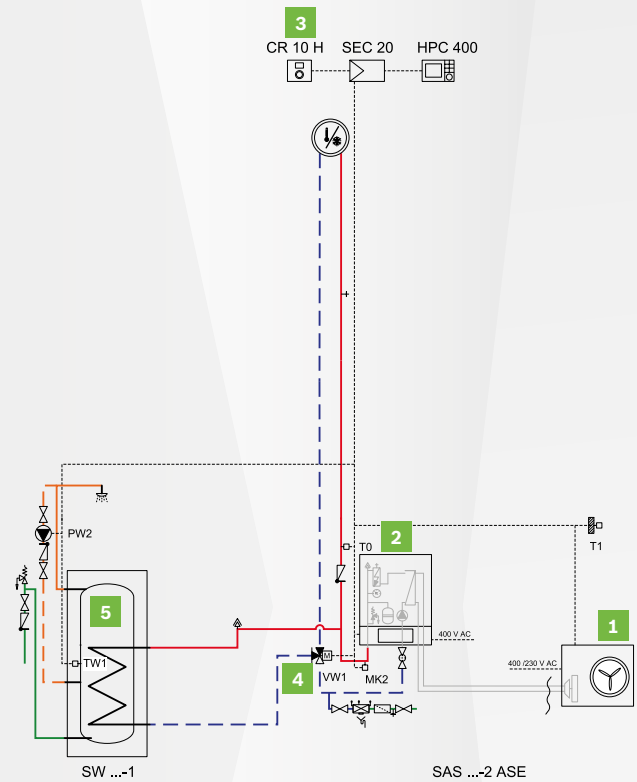 3
CR 10 H SEC 20 HPC 400
PW2
T0
2
T1
5
400 V AC
1
TW1
400 /230 V AC
4
M
VW1
MK2
SW ...-1
SAS ...-2 ASE